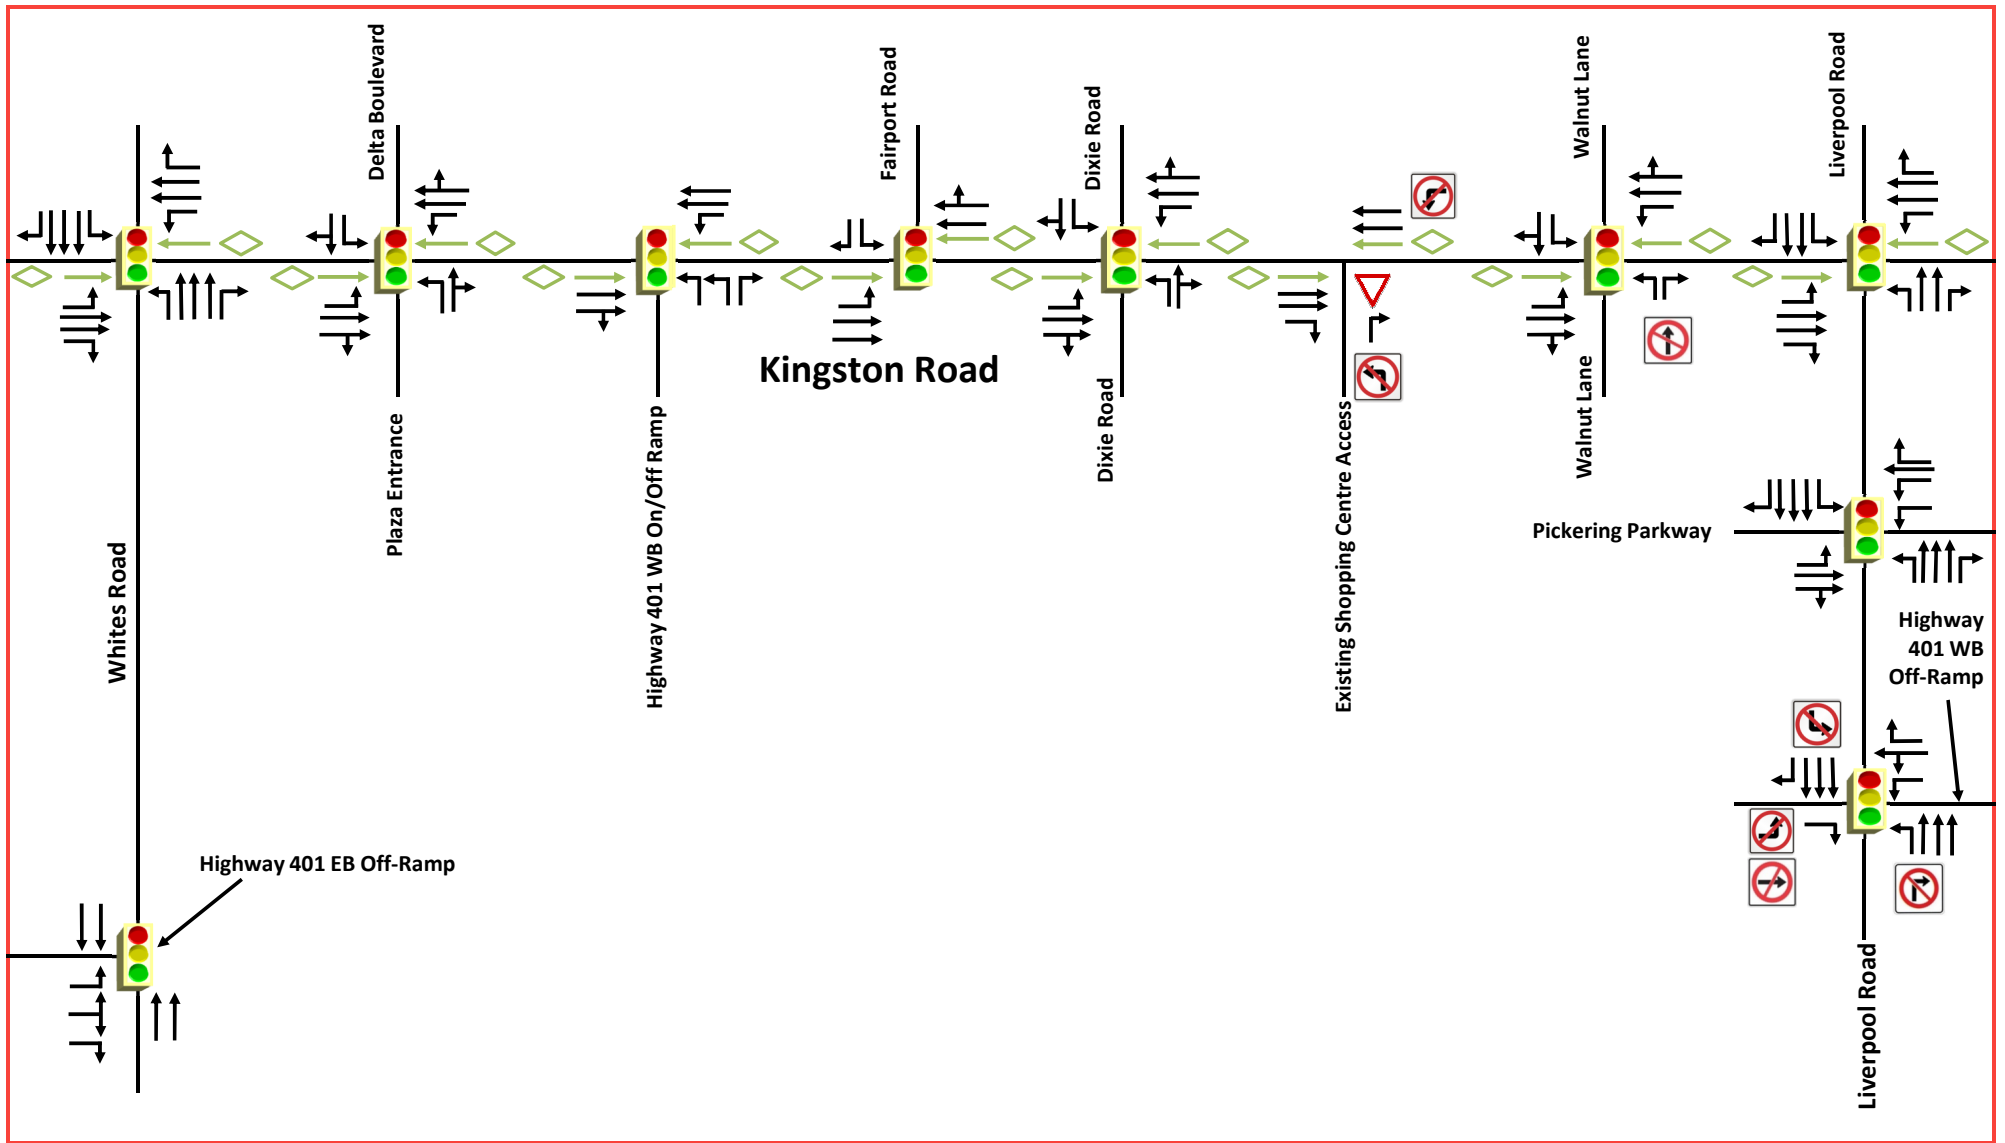 Delta Boulevard
Fairport Road
Dixie Road
Walnut Lane
Liverpool Road
Kingston Road
Whites Road
Plaza Entrance
Highway 401 WB On/Off Ramp
Dixie Road
Existing Shopping Centre Access
Walnut Lane
Pickering Parkway
Highway
401 WB
Off-Ramp
Highway 401 EB Off-Ramp
Liverpool Road